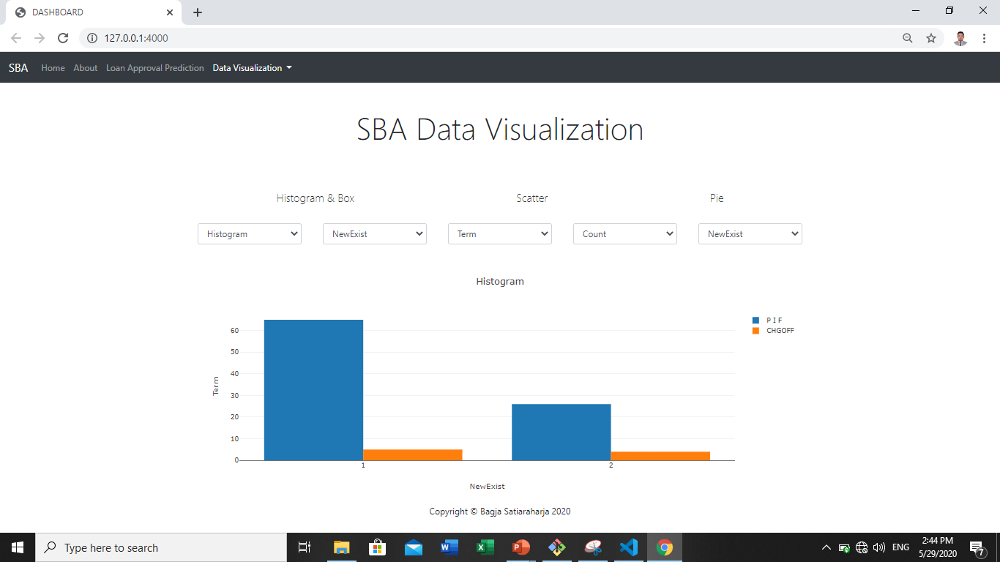 DASHBOARD
127.0.0.1:4000
SBA Home About Loan Approval Prediction Data Visualization
SBA Data Visualization
Histogram & Box Scatter Pie
Histogram NewExist Term Count NewExist
Histogram
P I F
CHGOFF
60
50
40
30
20
10
0
Term
1 2
NewExist
Copyright © Bagja Satiaraharja 2020
Type here to search
ENG
2:44 PM
5/29/2020
7